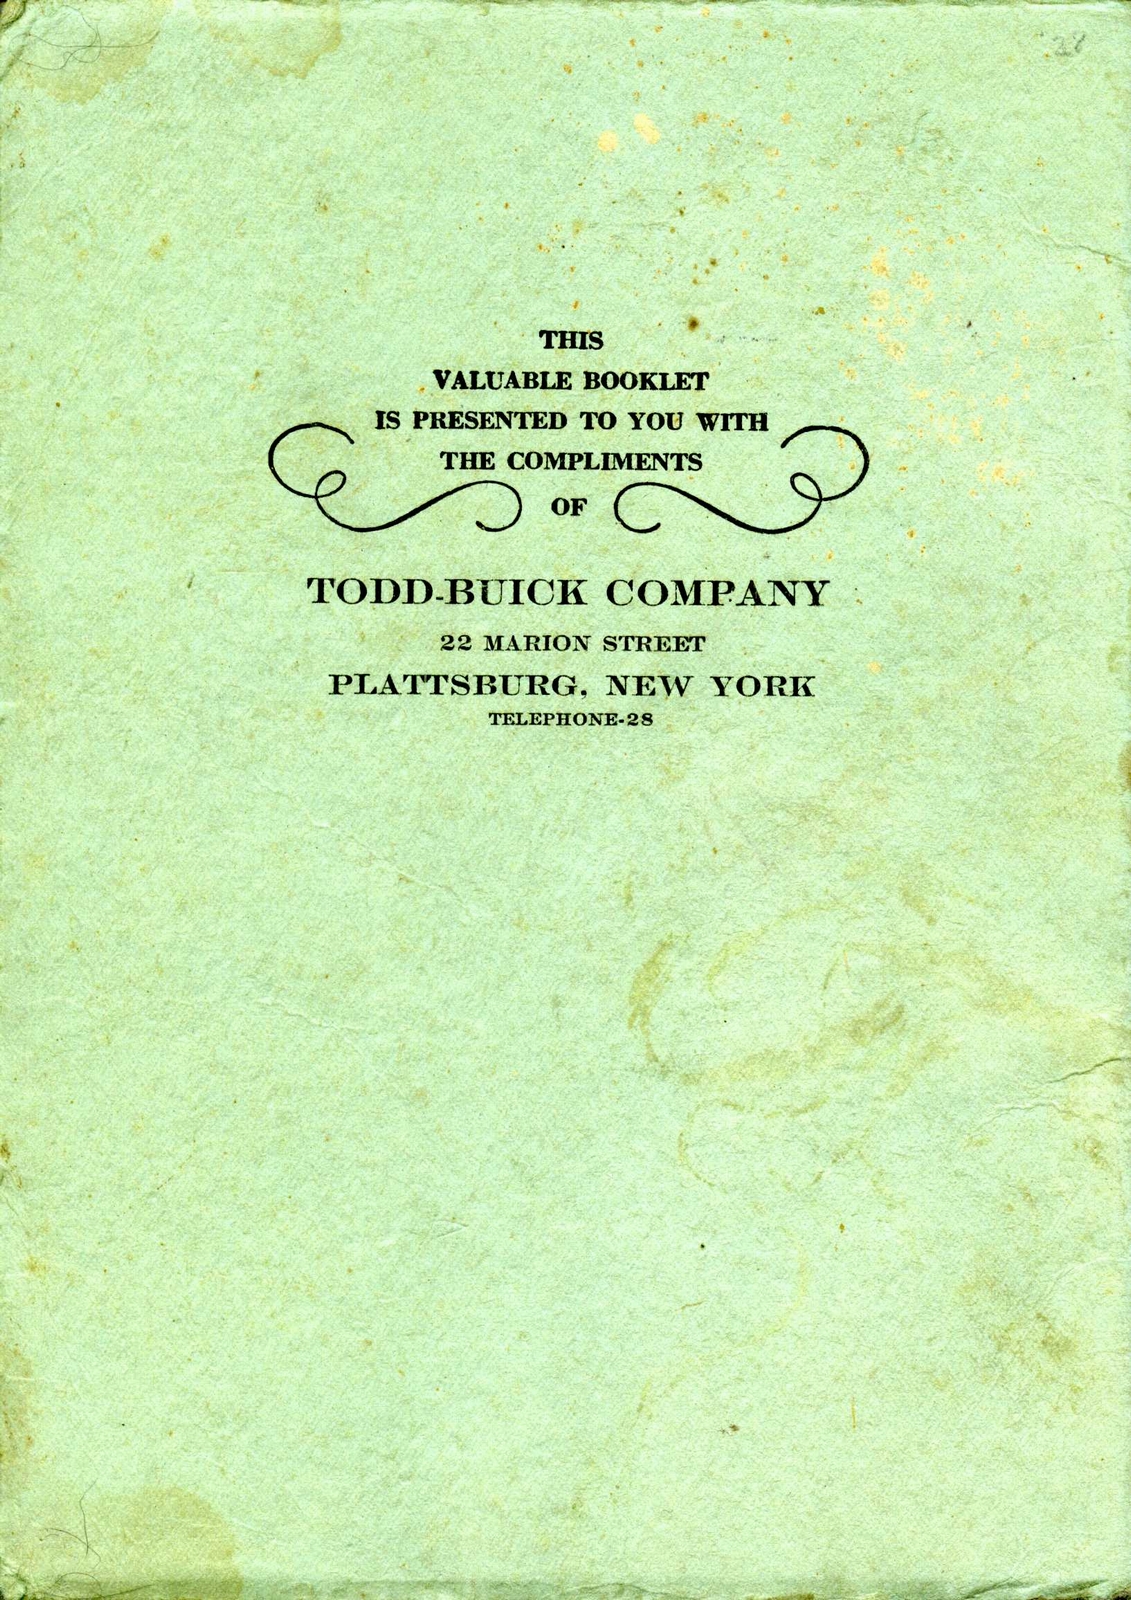 THIS
VALUABLE BOOKLET
IS PRESENTED TO YOU WITH
THE COMPLIMENTS
OF
TODD-BUICK COMPANY
22 MARION STREET
PLATTSBURG, NEW YORK
TELEPHONE-28